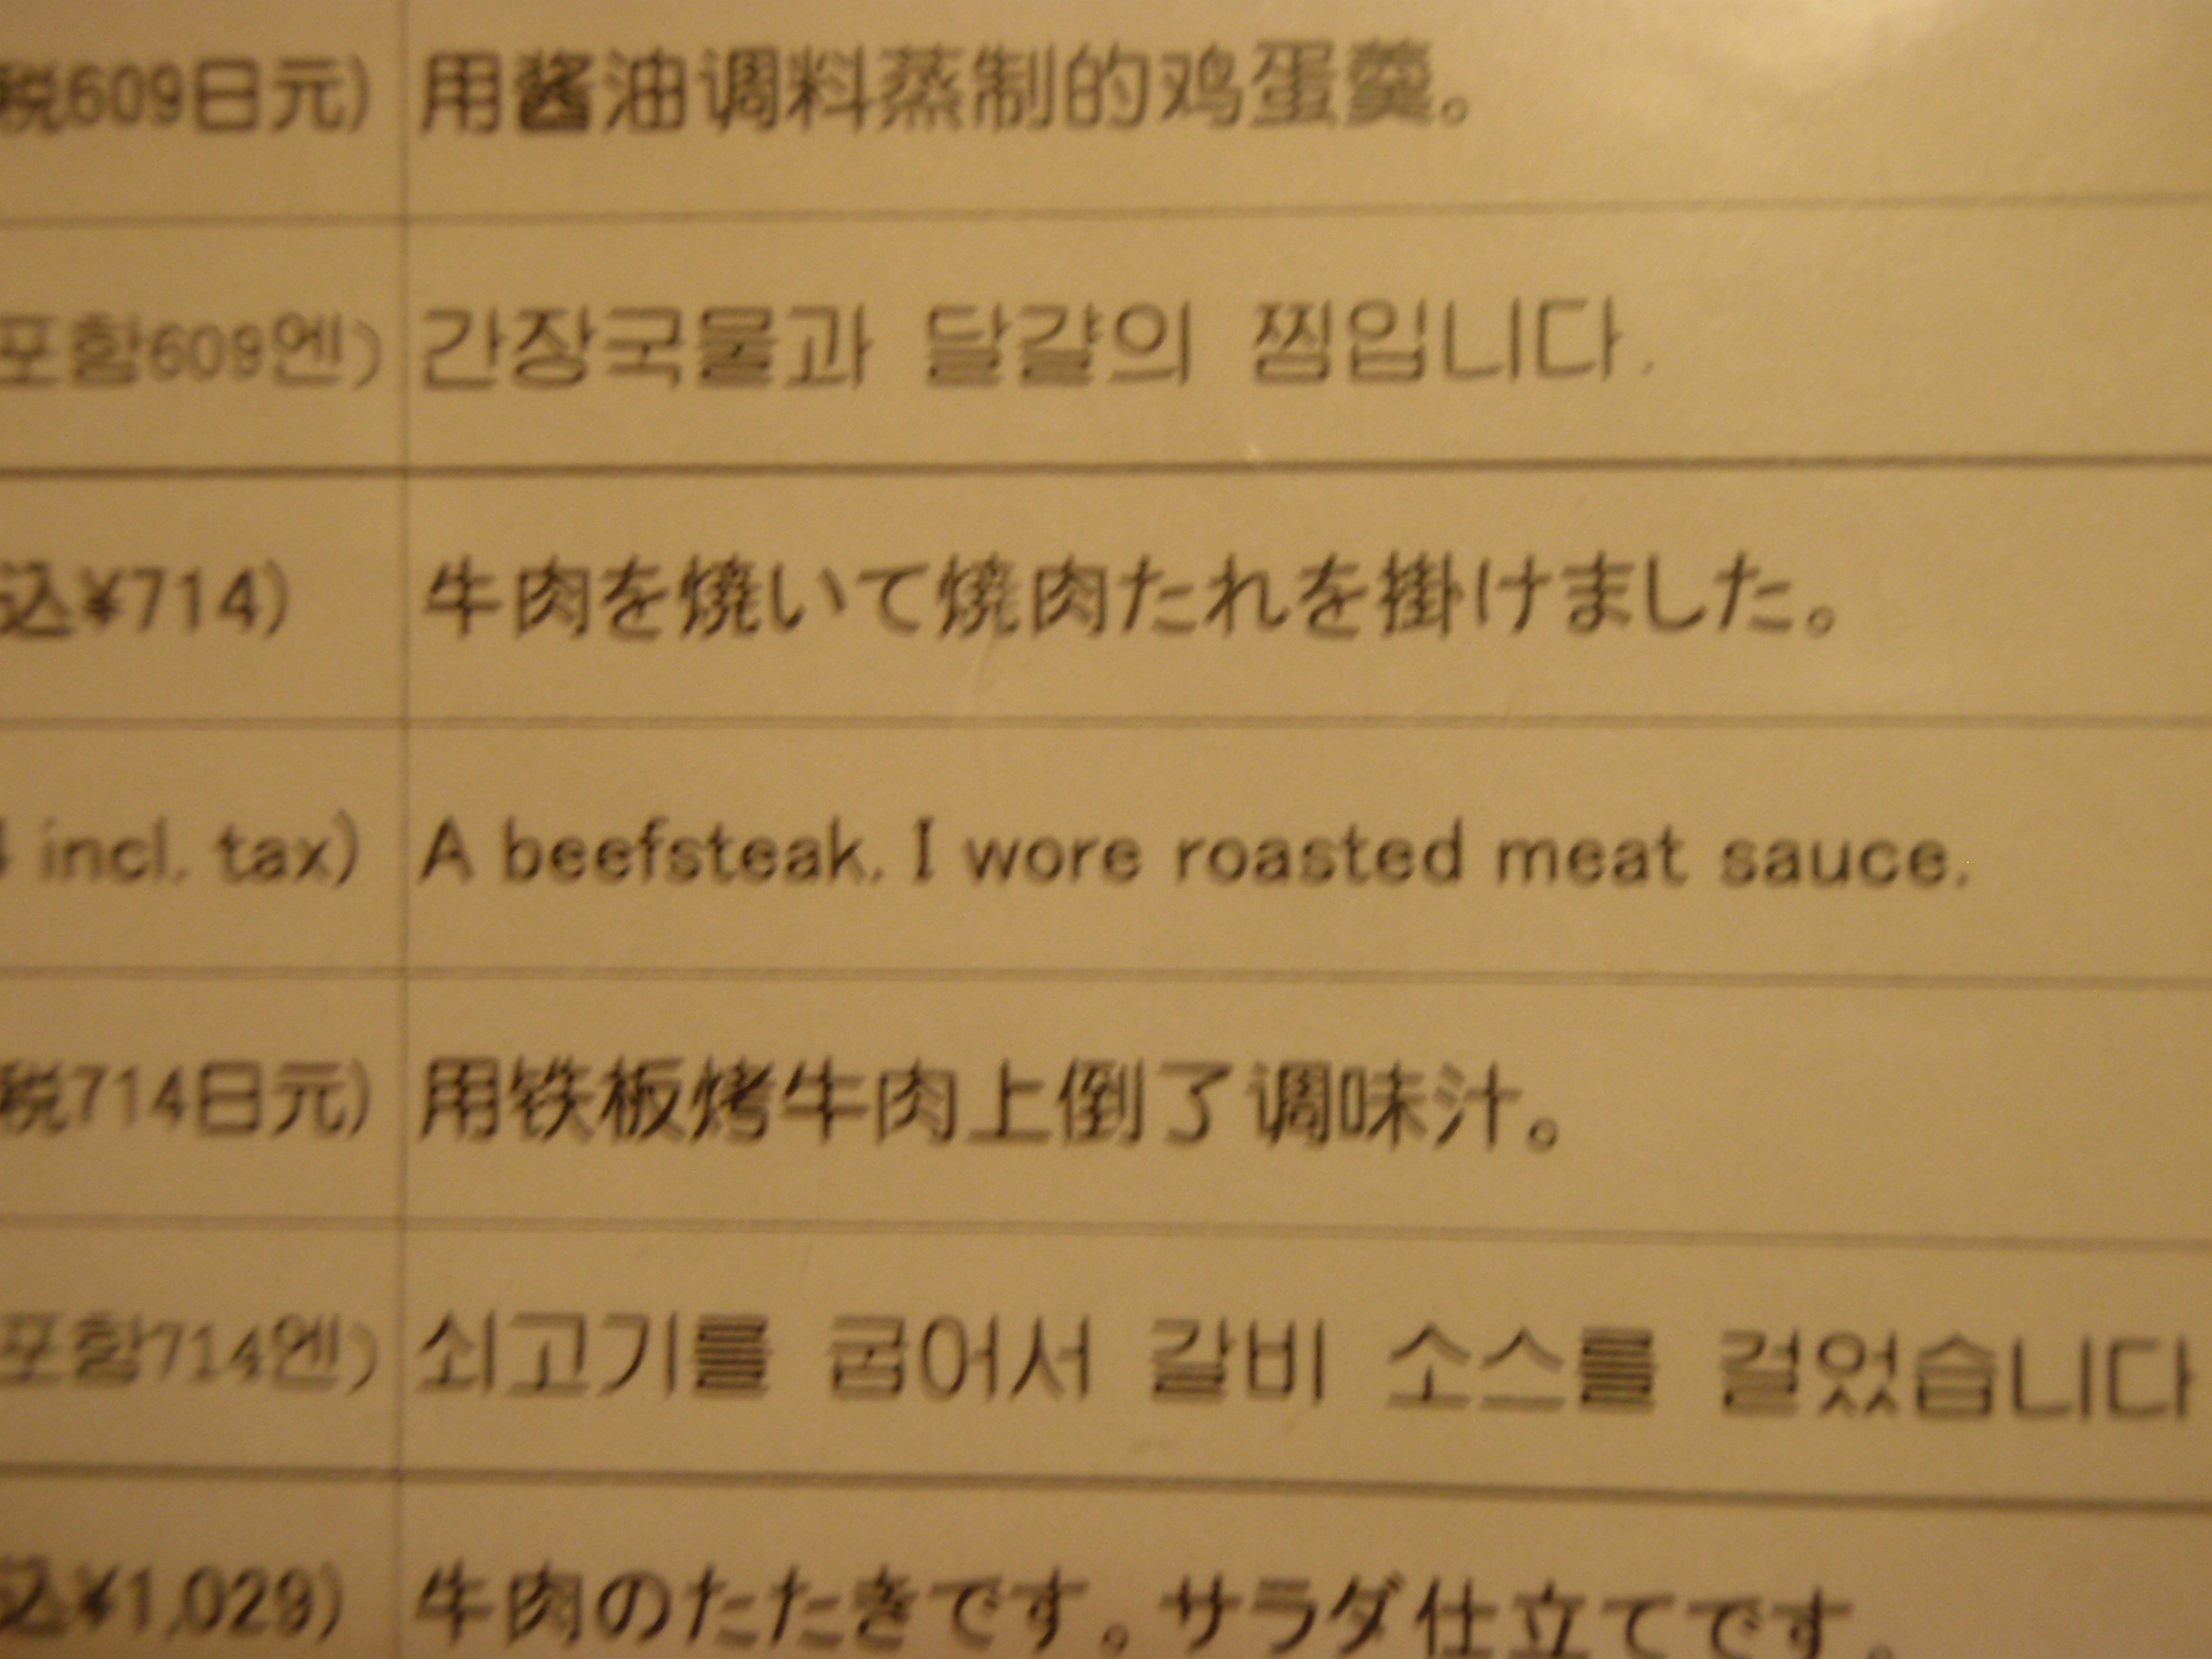 税609日元) 用酱油调料蒸制的鸡蛋羹。
포함609엔) 간장국물과 달걀의 찜입니다.
込¥714) 牛肉を焼いて焼肉たれを掛けました。
incl. tax) A beefsteak. I wore roasted meat sauce.
税714日元) 用铁板烤牛肉上倒了调味汁。
포함714엔) 쇠고기를 굽어서 갈비 소스를 걸었습니다
込¥1,029) 牛肉のたたきです。サラダ仕立てです。